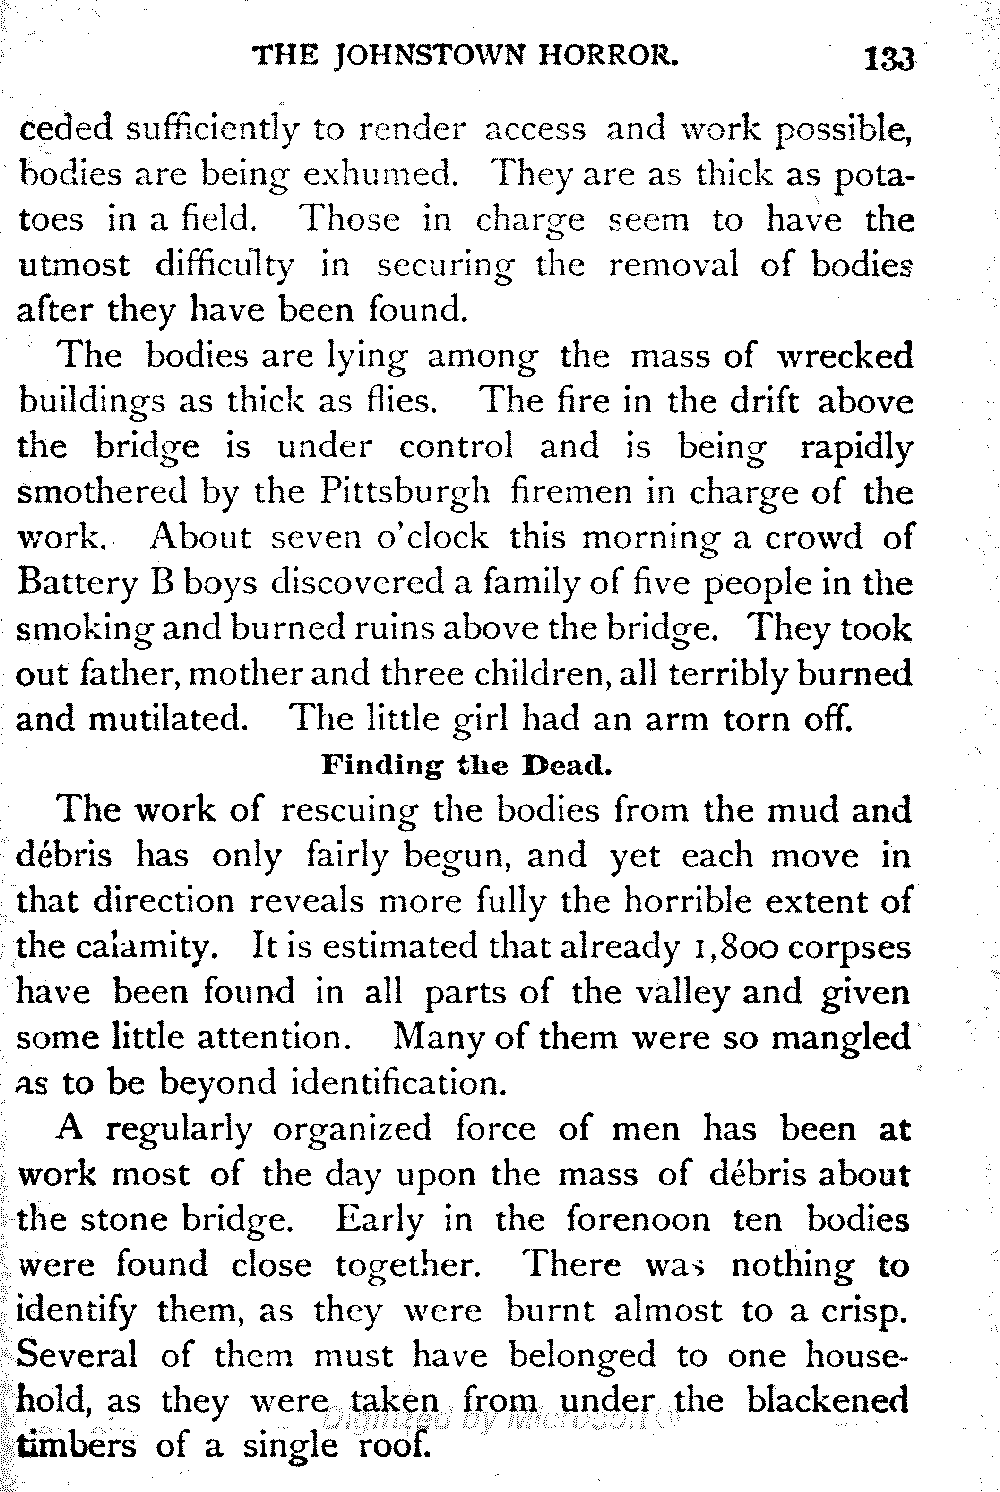 THE JOHNSTOWN HORROR. 133
ceded sufficiently to render access and work possible,
bodies are being exhumed. They are as thick as pota-
toes in a field. Those in charge seem to have the
utmost difficulty in securing the removal of bodies
after they have been found.
The bodies are lying among the mass of wrecked
buildings as thick as flies. The fire in the drift above
the bridge is under control and is being rapidly
smothered by the Pittsburgh firemen in charge of the
work. About seven o'clock this morning a crowd of
Battery B boys discovered a family of five people in the
smoking and burned ruins above the bridge. They took
out father, mother and three children, all terribly burned
and mutilated. The little girl had an arm torn off.
Finding the Dead.
The work of rescuing the bodies from the mud and
débris has only fairly begun, and yet each move in
that direction reveals more fully the horrible extent of
the calamity. It is estimated that already 1,800 corpses
have been found in all parts of the valley and given
some little attention. Many of them were so mangled
as to be beyond identification.
A regularly organized force of men has been at
work most of the day upon the mass of débris about
the stone bridge. Early in the forenoon ten bodies
were found close together. There was nothing to
identify them, as they were burnt almost to a crisp.
Several of them must have belonged to one house-
hold, as they were taken from under the blackened
Digitized by Microsoft ®
timbers of a single roof.